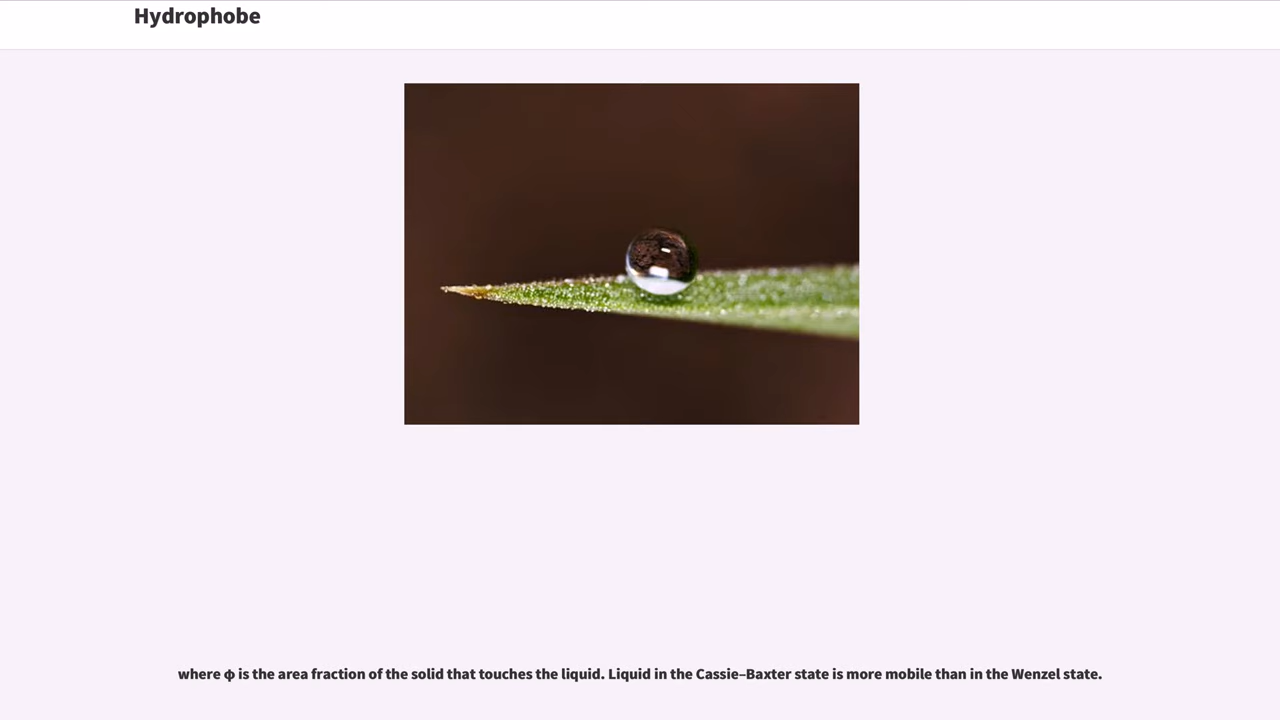 Hydrophobe
where ϕ is the area fraction of the solid that touches the liquid. Liquid in the Cassie–Baxter state is more mobile than in the Wenzel state.